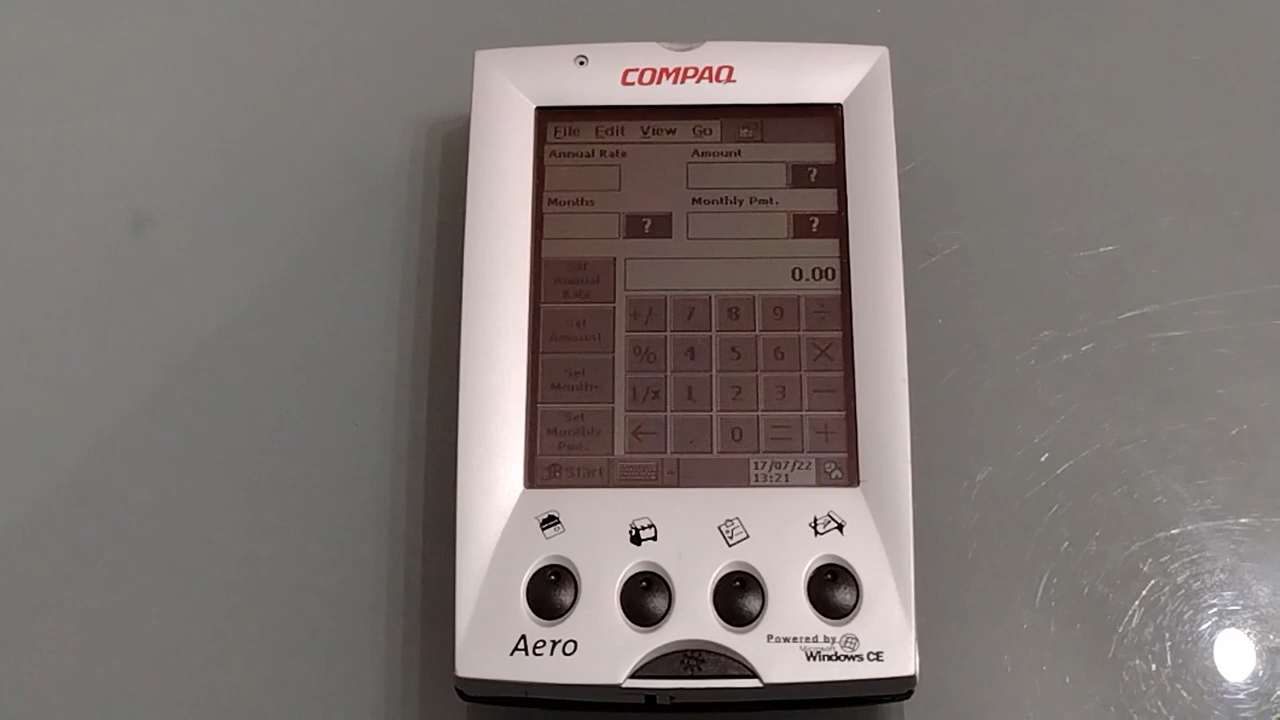 COMPAQ
File Edit View Go
Annual Rate Amount
?
Months Monthly Pmt.
? ?
0.00
Set Annual Rate
+/- 7 8 9 ÷
Set Amount
% 4 5 6 ×
Set Months
1/x 1 2 3 −
Set Monthly Pmt.
← . 0 = +
Start 17/07/22
13:21
Aero
Powered by
Microsoft
Windows CE